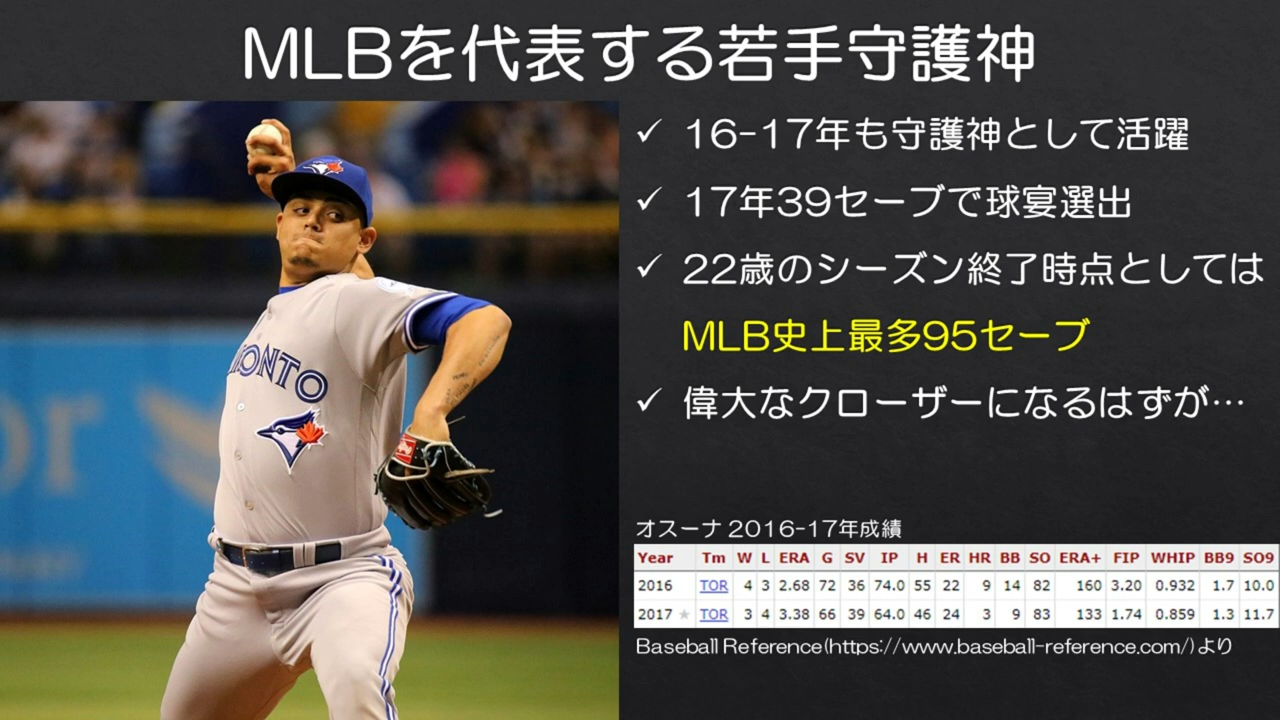 MLBを代表する若手守護神
✓ 16-17年も守護神として活躍
✓ 17年39セーブで球宴選出
✓ 22歳のシーズン終了時点としては
MLB史上最多95セーブ
✓ 偉大なクローザーになるはずが…
RONTO
オスーナ 2016-17年成績
Year Tm W L ERA G SV IP H ER HR BB SO ERA+ FIP WHIP BB9 SO9
2016 TOR 4 3 2.68 72 36 74.0 55 22 9 14 82 160 3.20 0.932 1.7 10.0
2017 ★ TOR 3 4 3.38 66 39 64.0 46 24 3 9 83 133 1.74 0.859 1.3 11.7
Baseball Reference(https://www.baseball-reference.com/)より